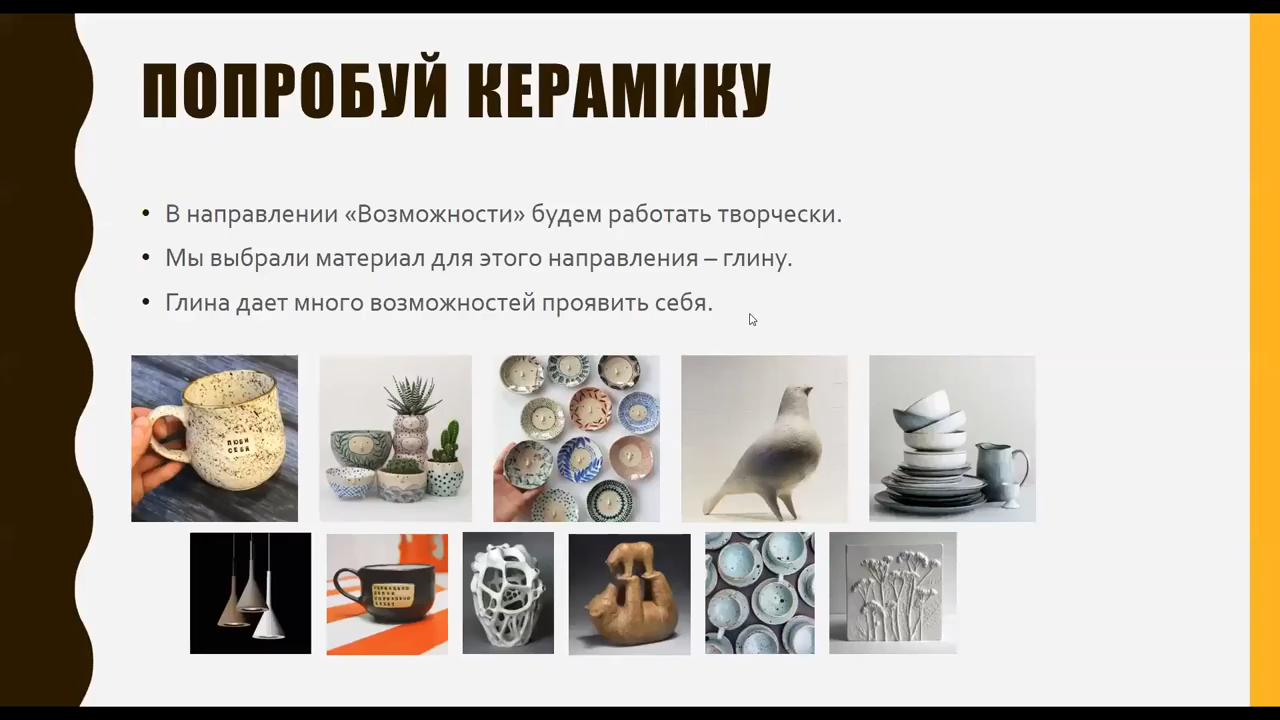 ПОПРОБУЙ КЕРАМИКУ
• В направлении «Возможности» будем работать творчески.
• Мы выбрали материал для этого направления – глину.
• Глина дает много возможностей проявить себя.
ЛЮБИ
СЕБЯ